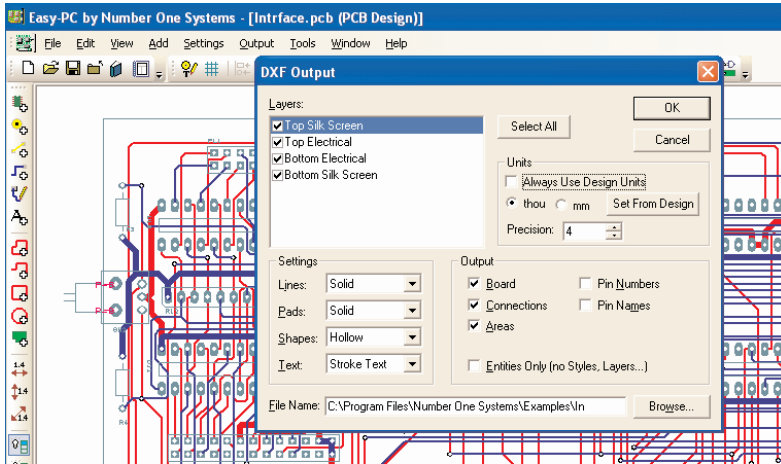 Easy-PC by Number One Systems - [Intrface.pcb (PCB Design)]
File Edit View Add Settings Output Tools Window Help
DXF Output
Layers:
Top Silk Screen
Top Electrical
Bottom Electrical
Bottom Silk Screen
Select All
OK
Cancel
Units
Always Use Design Units
thou mm Set From Design
Precision: 4
Settings
Lines: Solid
Pads: Solid
Shapes: Hollow
Text: Stroke Text
Output
Board Pin Numbers
Connections Pin Names
Areas
Entities Only (no Styles, Layers...)
File Name: C:\Program Files\Number One Systems\Examples\In Browse...
1.4
1.4
1.4
R4